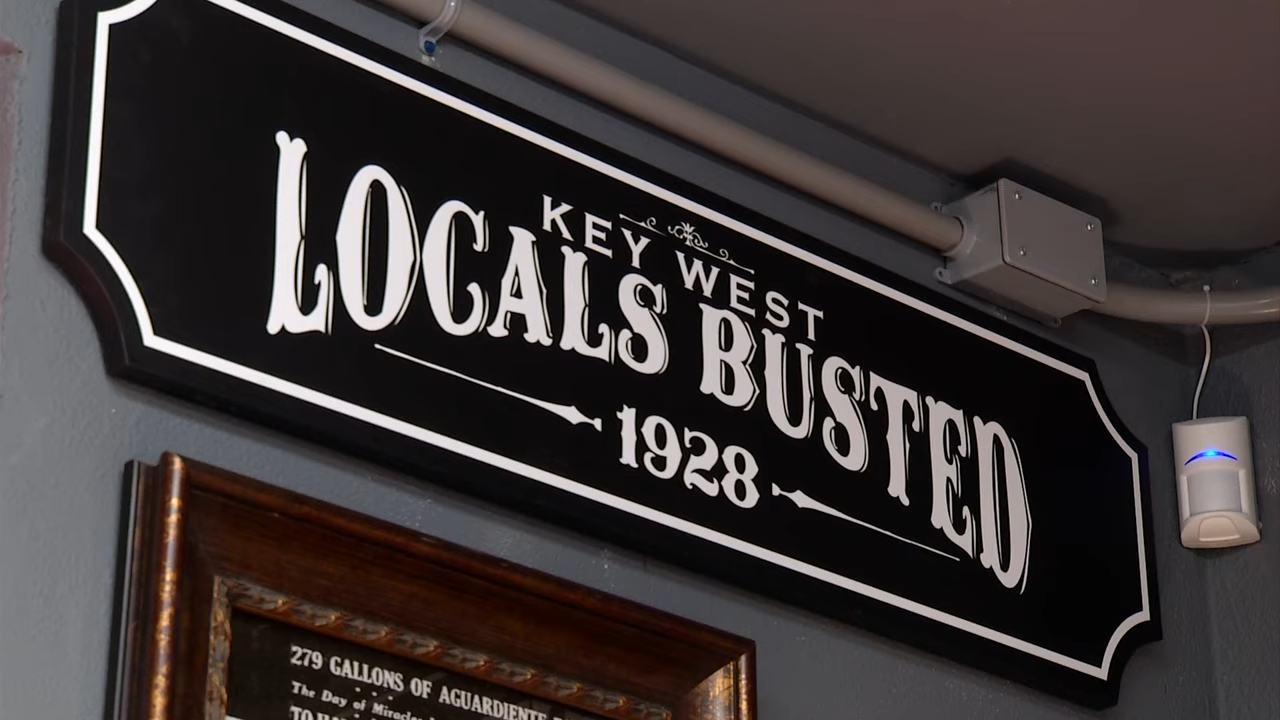 KEY WEST
LOCALS BUSTED
1928
279 GALLONS OF AGUARDIENTE
The Day of